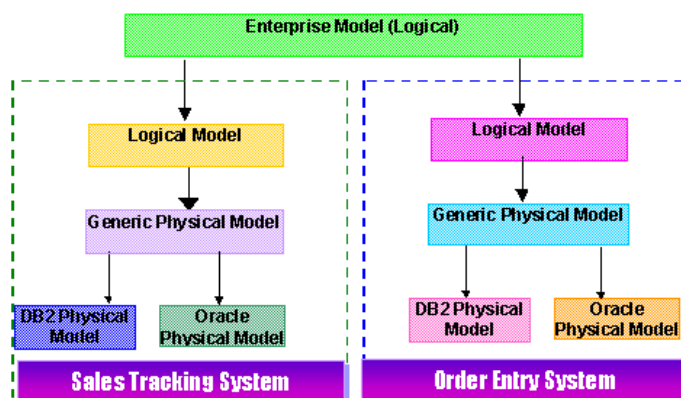 Enterprise Model (Logical)
Logical Model
Logical Model
Generic Physical Model
Generic Physical Model
DB2 Physical
Model
Oracle
Physical Model
DB2 Physical
Model
Oracle
Physical Model
Sales Tracking System
Order Entry System